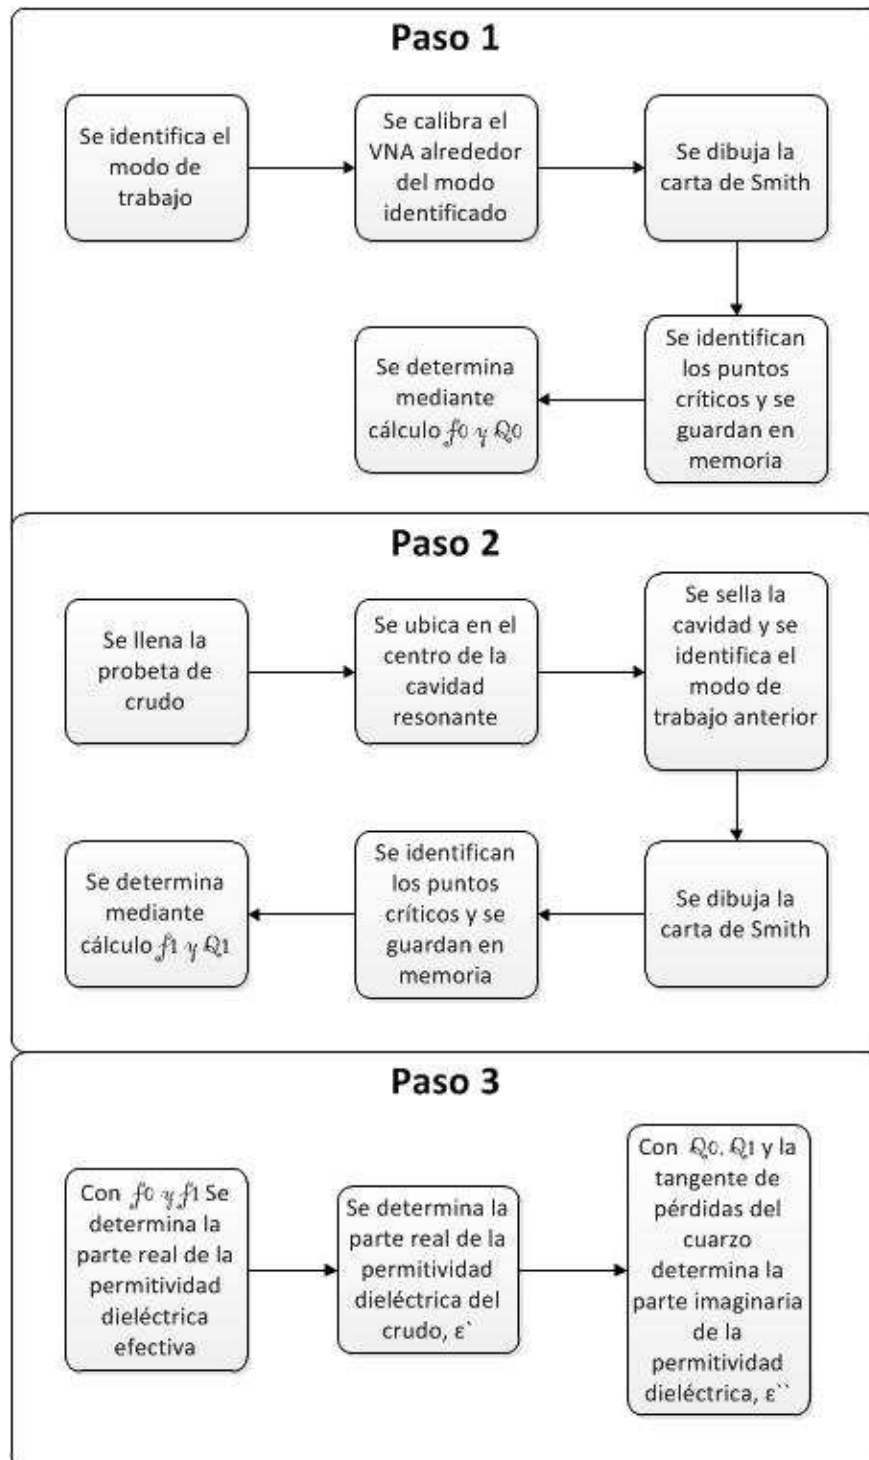 Paso 1
Se identifica el
modo de
trabajo
Se calibra el
VNA alrededor
del modo
identificado
Se dibuja la
carta de Smith
Se identifican
los puntos
críticos y se
guardan en
memoria
Se determina
mediante
cálculo f0 y Q0
Paso 2
Se llena la
probeta de
crudo
Se ubica en el
centro de la
cavidad
resonante
Se sella la
cavidad y se
identifica el
modo de
trabajo anterior
Se dibuja la
carta de Smith
Se identifican
los puntos
críticos y se
guardan en
memoria
Se determina
mediante
cálculo f1 y Q1
Paso 3
Con f0 y f1 Se
determina la
parte real de la
permitividad
dieléctrica
efectiva
Se determina la
parte real de la
permitividad
dieléctrica del
crudo, ε`
Con Q0, Q1 y la
tangente de
pérdidas del
cuarzo
determina la
parte imaginaria
de la
permitividad
dieléctrica, ε``